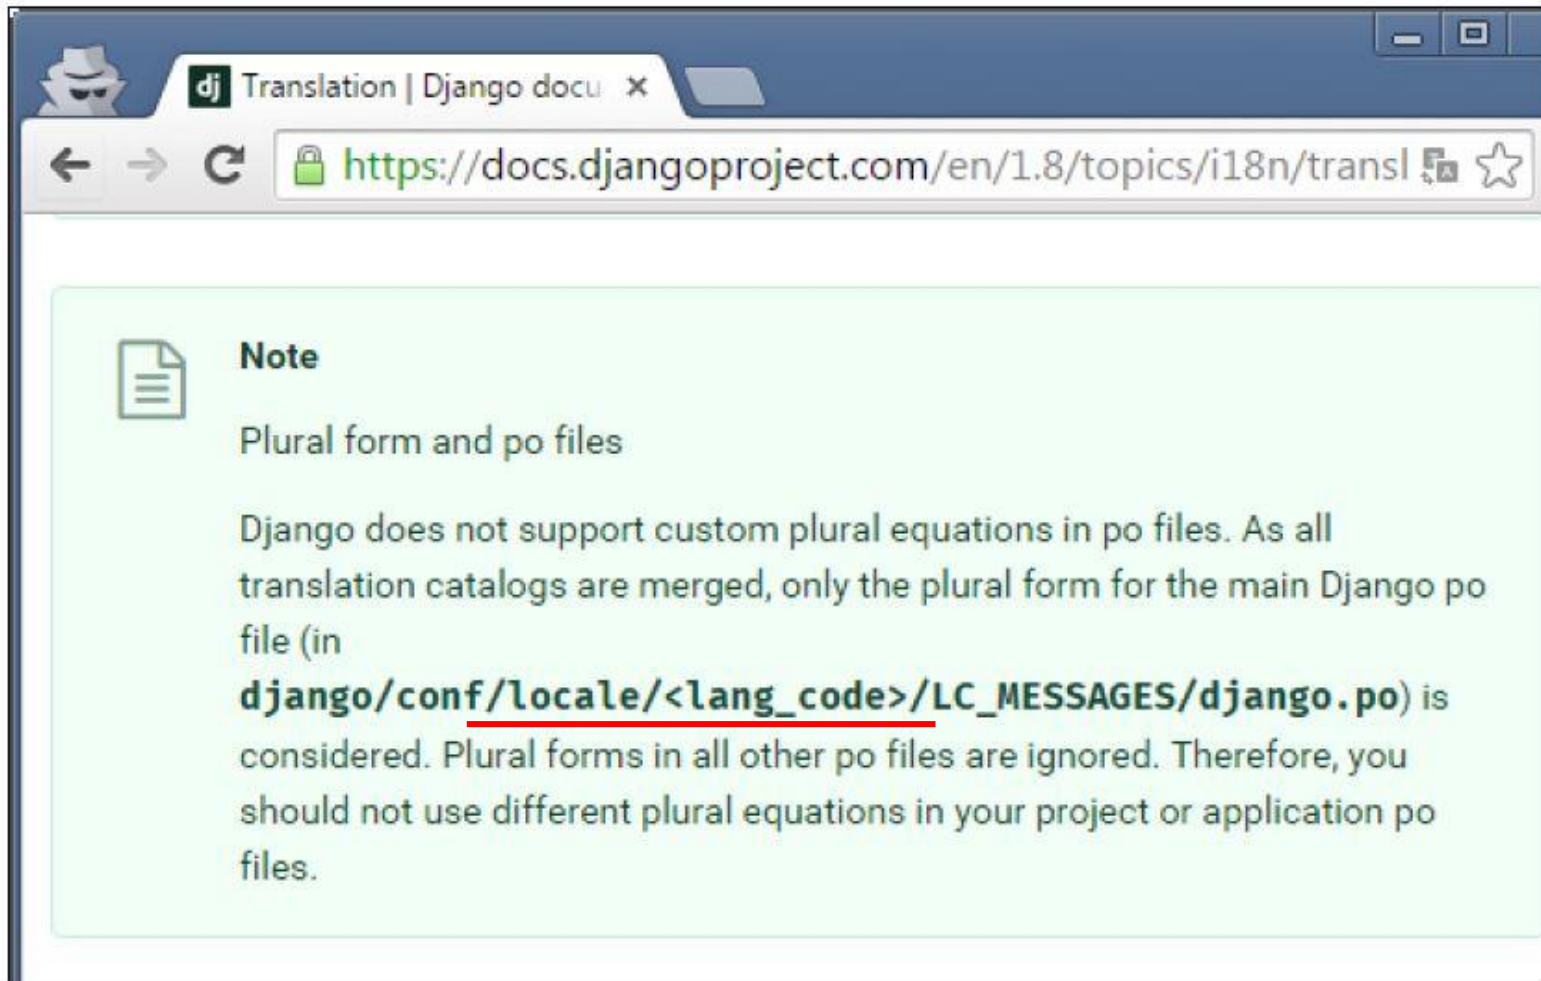 dj Translation | Django docu
https://docs.djangoproject.com/en/1.8/topics/i18n/transl
Note
Plural form and po files
Django does not support custom plural equations in po files. As all
translation catalogs are merged, only the plural form for the main Django po
file (in
django/conf/locale/<lang_code>/LC_MESSAGES/django.po) is
considered. Plural forms in all other po files are ignored. Therefore, you
should not use different plural equations in your project or application po
files.